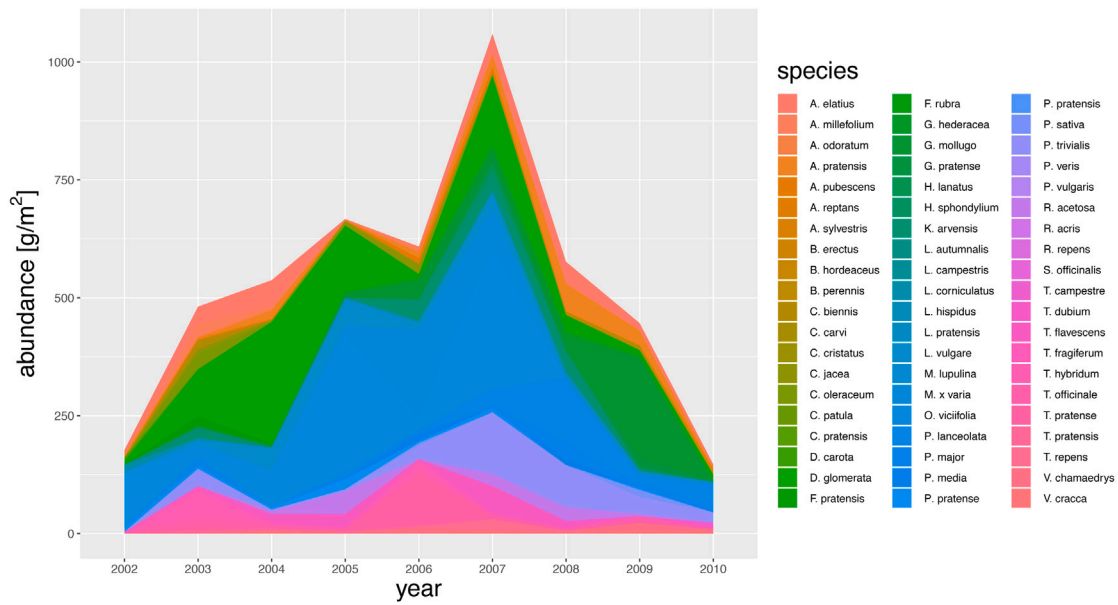 1000
750
500
250
0
abundance [g/m²]
2002 2003 2004 2005 2006 2007 2008 2009 2010
year
species
A. elatius
A. millefolium
A. odoratum
A. pratensis
A. pubescens
A. reptans
A. sylvestris
B. erectus
B. hordeaceus
B. perennis
C. biennis
C. carvi
C. cristatus
C. jacea
C. oleraceum
C. patula
C. pratensis
D. carota
D. glomerata
F. pratensis
F. rubra
G. hederacea
G. mollugo
G. pratense
H. lanatus
H. sphondylium
K. arvensis
L. autumnalis
L. campestris
L. corniculatus
L. hispidus
L. pratensis
L. vulgare
M. lupulina
M. x varia
O. viciifolia
P. lanceolata
P. major
P. media
P. pratense
P. pratensis
P. sativa
P. trivialis
P. veris
P. vulgaris
R. acetosa
R. acris
R. repens
S. officinalis
T. campestre
T. dubium
T. flavescens
T. fragiferum
T. hybridum
T. officinale
T. pratense
T. pratensis
T. repens
V. chamaedrys
V. cracca